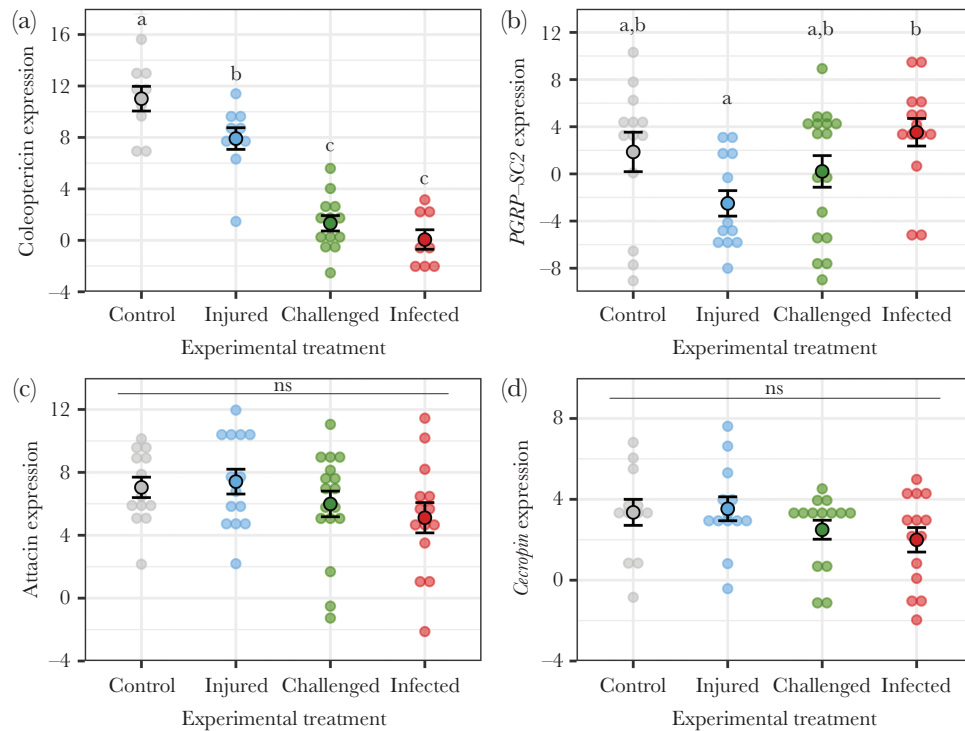 (a)
Coleoptericin expression
16
12
8
4
0
–4
a
b
c
c
Control Injured Challenged Infected
Experimental treatment
(b)
PGRP–SC2 expression
12
8
4
0
–4
–8
a,b
a
a,b
b
Control Injured Challenged Infected
Experimental treatment
(c)
Attacin expression
12
8
4
0
–4
ns
Control Injured Challenged Infected
Experimental treatment
(d)
Cecropin expression
8
4
0
–4
ns
Control Injured Challenged Infected
Experimental treatment